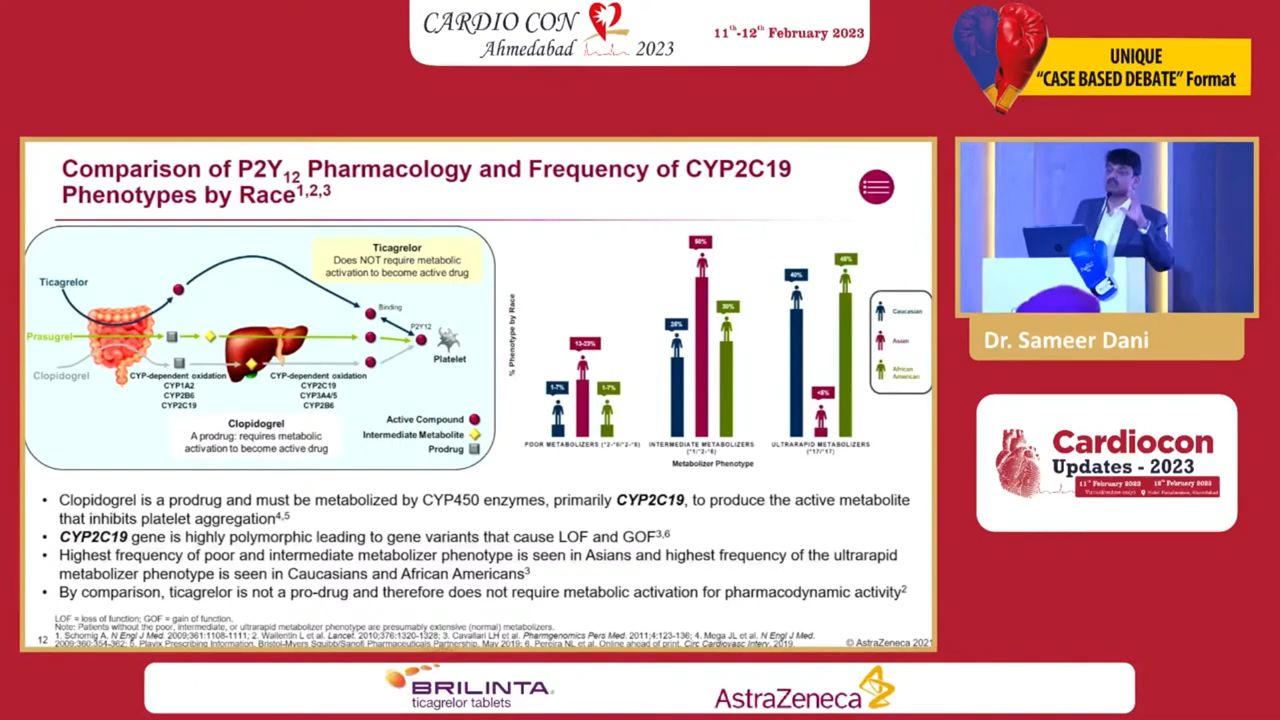 CARDIO CON
Ahmedabad 2023
11th-12th February 2023
UNIQUE
“CASE BASED DEBATE” Format
Comparison of P2Y12 Pharmacology and Frequency of CYP2C19
Phenotypes by Race1,2,3
Ticagrelor
Does NOT require metabolic
activation to become active drug
Ticagrelor
Binding
P2Y12
Prasugrel
Platelet
Clopidogrel
CYP-dependent oxidation
CYP1A2
CYP2B6
CYP2C19
CYP-dependent oxidation
CYP2C19
CYP3A4/5
CYP2B6
Clopidogrel
A prodrug: requires metabolic
activation to become active drug
Active Compound
Intermediate Metabolite
Prodrug
% Phenotype by Race
1-7%
13-23%
1-7%
30%
40%
Caucasian
Asian
African
American
POOR METABOLIZERS
INTERMEDIATE METABOLIZERS
ULTRARAPID METABOLIZERS
(*17/*17)
Metabolizer Phenotype
• Clopidogrel is a prodrug and must be metabolized by CYP450 enzymes, primarily CYP2C19, to produce the active metabolite
that inhibits platelet aggregation4,5
• CYP2C19 gene is highly polymorphic leading to gene variants that cause LOF and GOF3,6
• Highest frequency of poor and intermediate metabolizer phenotype is seen in Asians and highest frequency of the ultrarapid
metabolizer phenotype is seen in Caucasians and African Americans3
• By comparison, ticagrelor is not a pro-drug and therefore does not require metabolic activation for pharmacodynamic activity2
LOF = loss of function; GOF = gain of function.
Note: Patients without the poor, intermediate, or ultrarapid metabolizer phenotype are presumably extensive (normal) metabolizers.
12
1. Schomig A. N Engl J Med. 2009;361:1108-1111; 2. Wallentin L et al. Lancet. 2010;376:1320-1328; 3. Cavallari LH et al. Pharmgenomics Pers Med. 2011;4:123-136; 4. Mega JL et al. N Engl J Med.
2009;360:354-362; 5. Plavix Prescribing Information. Bristol-Myers Squibb/Sanofi Pharmaceuticals Partnership. May 2019; 6. Pereira NL et al. Online ahead of print. Circ Cardiovasc Interv. 2019.
© AstraZeneca 2021
Dr. Sameer Dani
Cardiocon
Updates - 2023
11th February 2023
12th February 2023
BRILINTA
ticagrelor tablets
AstraZeneca